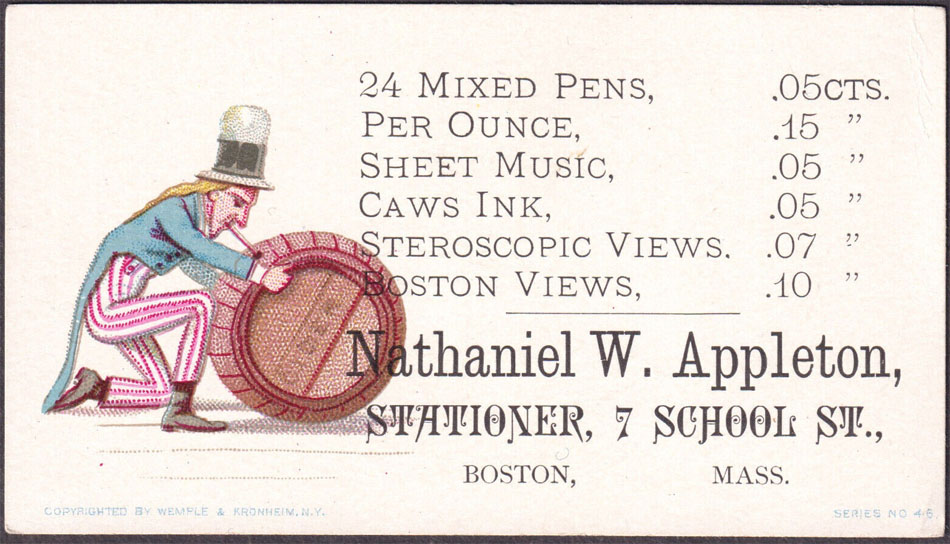 24 MIXED PENS, .05CTS.
PER OUNCE, .15 ”
SHEET MUSIC, .05 ”
CAWS INK, .05 ”
STEROSCOPIC VIEWS. .07 ”
BOSTON VIEWS, .10 ”
Nathaniel W. Appleton,
STATIONER, 7 SCHOOL ST.,
BOSTON, MASS.
COPYRIGHTED BY WEMPLE & KRONHEIM, N.Y. SERIES NO 46.